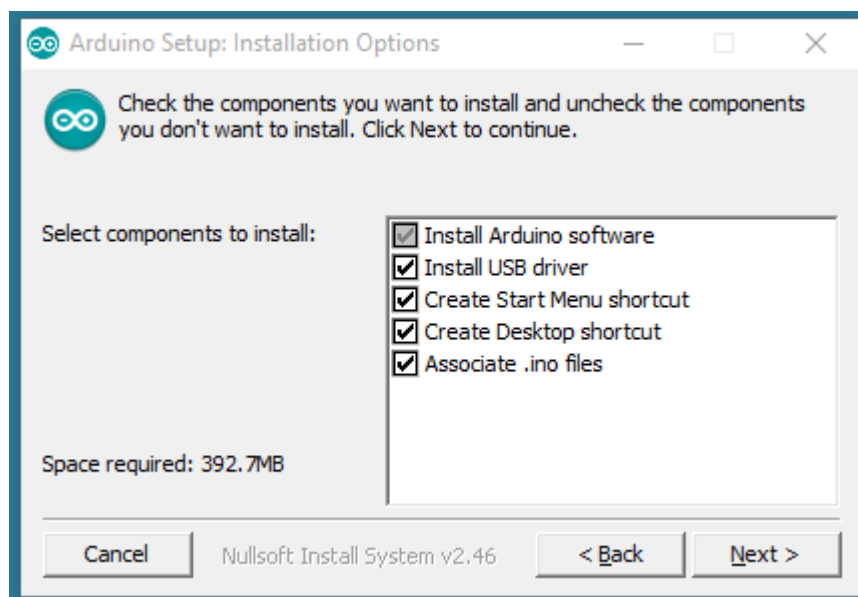 Arduino Setup: Installation Options
Check the components you want to install and uncheck the components
you don't want to install. Click Next to continue.
Select components to install:
Install Arduino software
Install USB driver
Create Start Menu shortcut
Create Desktop shortcut
Associate .ino files
Space required: 392.7MB
Cancel
Nullsoft Install System v2.46
< Back
Next >